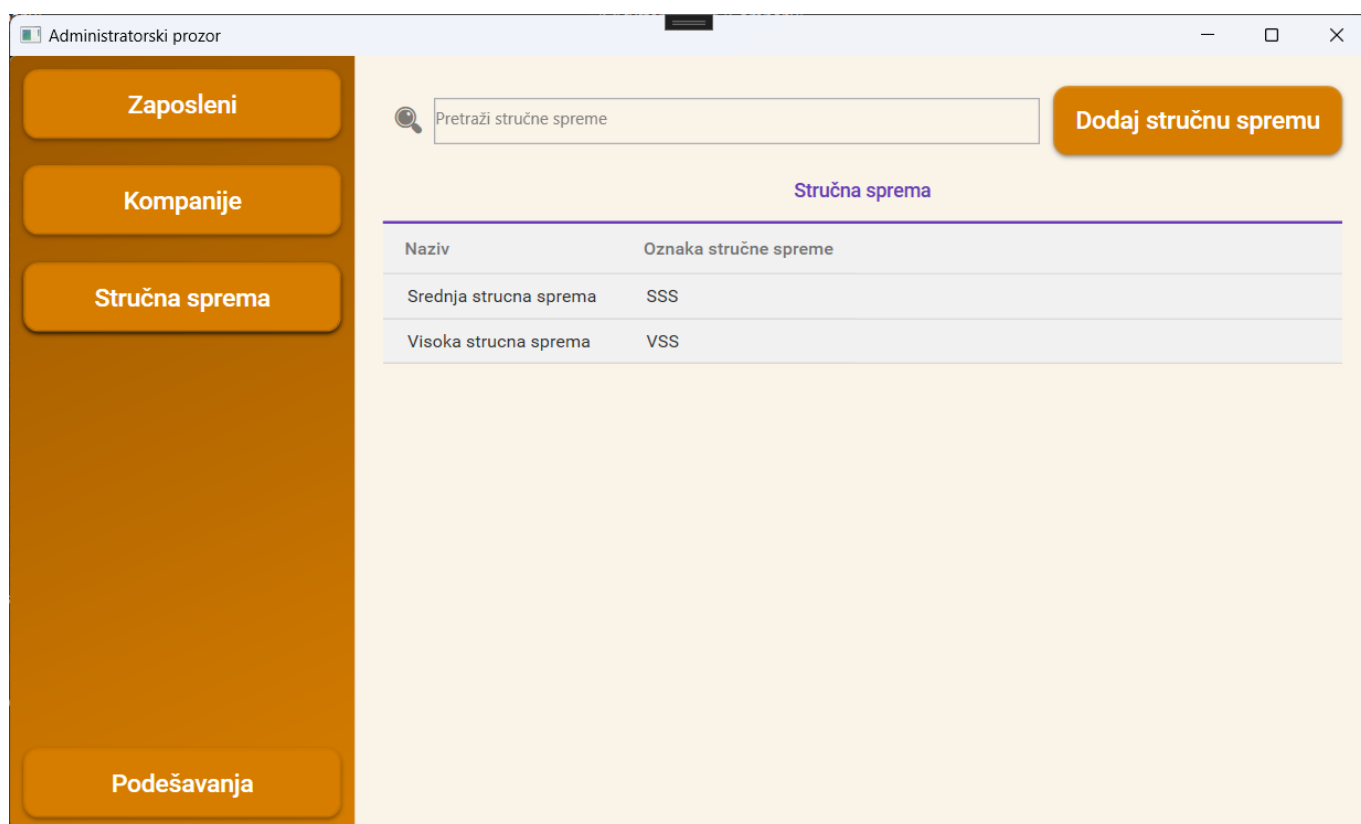 Administratorski prozor
Zaposleni
Kompanije
Stručna sprema
Podešavanja
Pretraži stručne spreme
Dodaj stručnu spremu
Stručna sprema
Naziv Oznaka stručne spreme
Srednja strucna sprema SSS
Visoka strucna sprema VSS